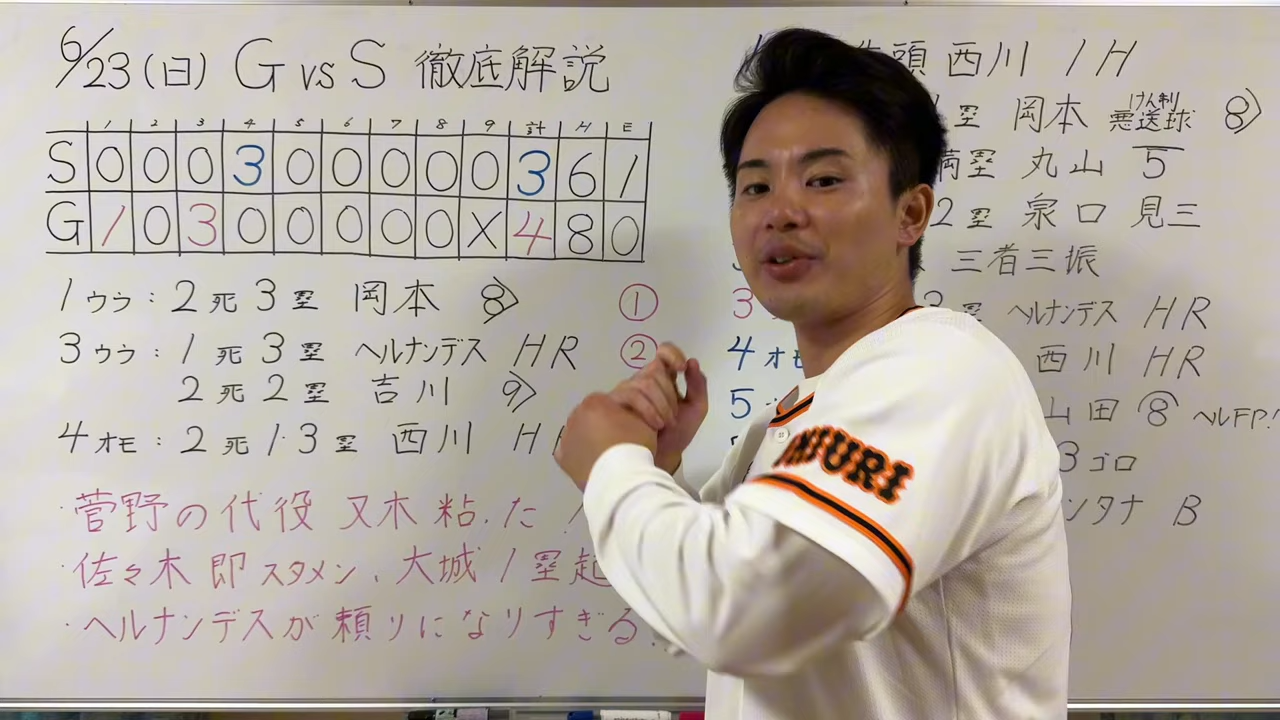 6/23(日) G vs S 徹底解説
1 2 3 4 5 6 7 8 9 計 H E
S 0 0 0 3 0 0 0 0 0 3 6 1
G 1 0 3 0 0 0 0 0 X 4 8 0
1ウラ:2死3塁 岡本 8 ①
3ウラ:1死3塁 ヘルナンデス HR ②
2死2塁 吉川 9
4オモ:2死1・3塁 西川 H
・菅野の代役 又木 粘った
・佐々木即スタメン、大城1塁起
・ヘルナンデスが頼りになりすぎる
頭 西川 1H
塁 岡本 けん制 悪送球 8
満塁 丸山 5
2塁 泉口 見三
三者三振
3 3塁 ヘルナンデス HR
4オモ 西川 HR
5 山田 8 ヘルFP!
3ゴロ
ンタナ B
YOMIURI